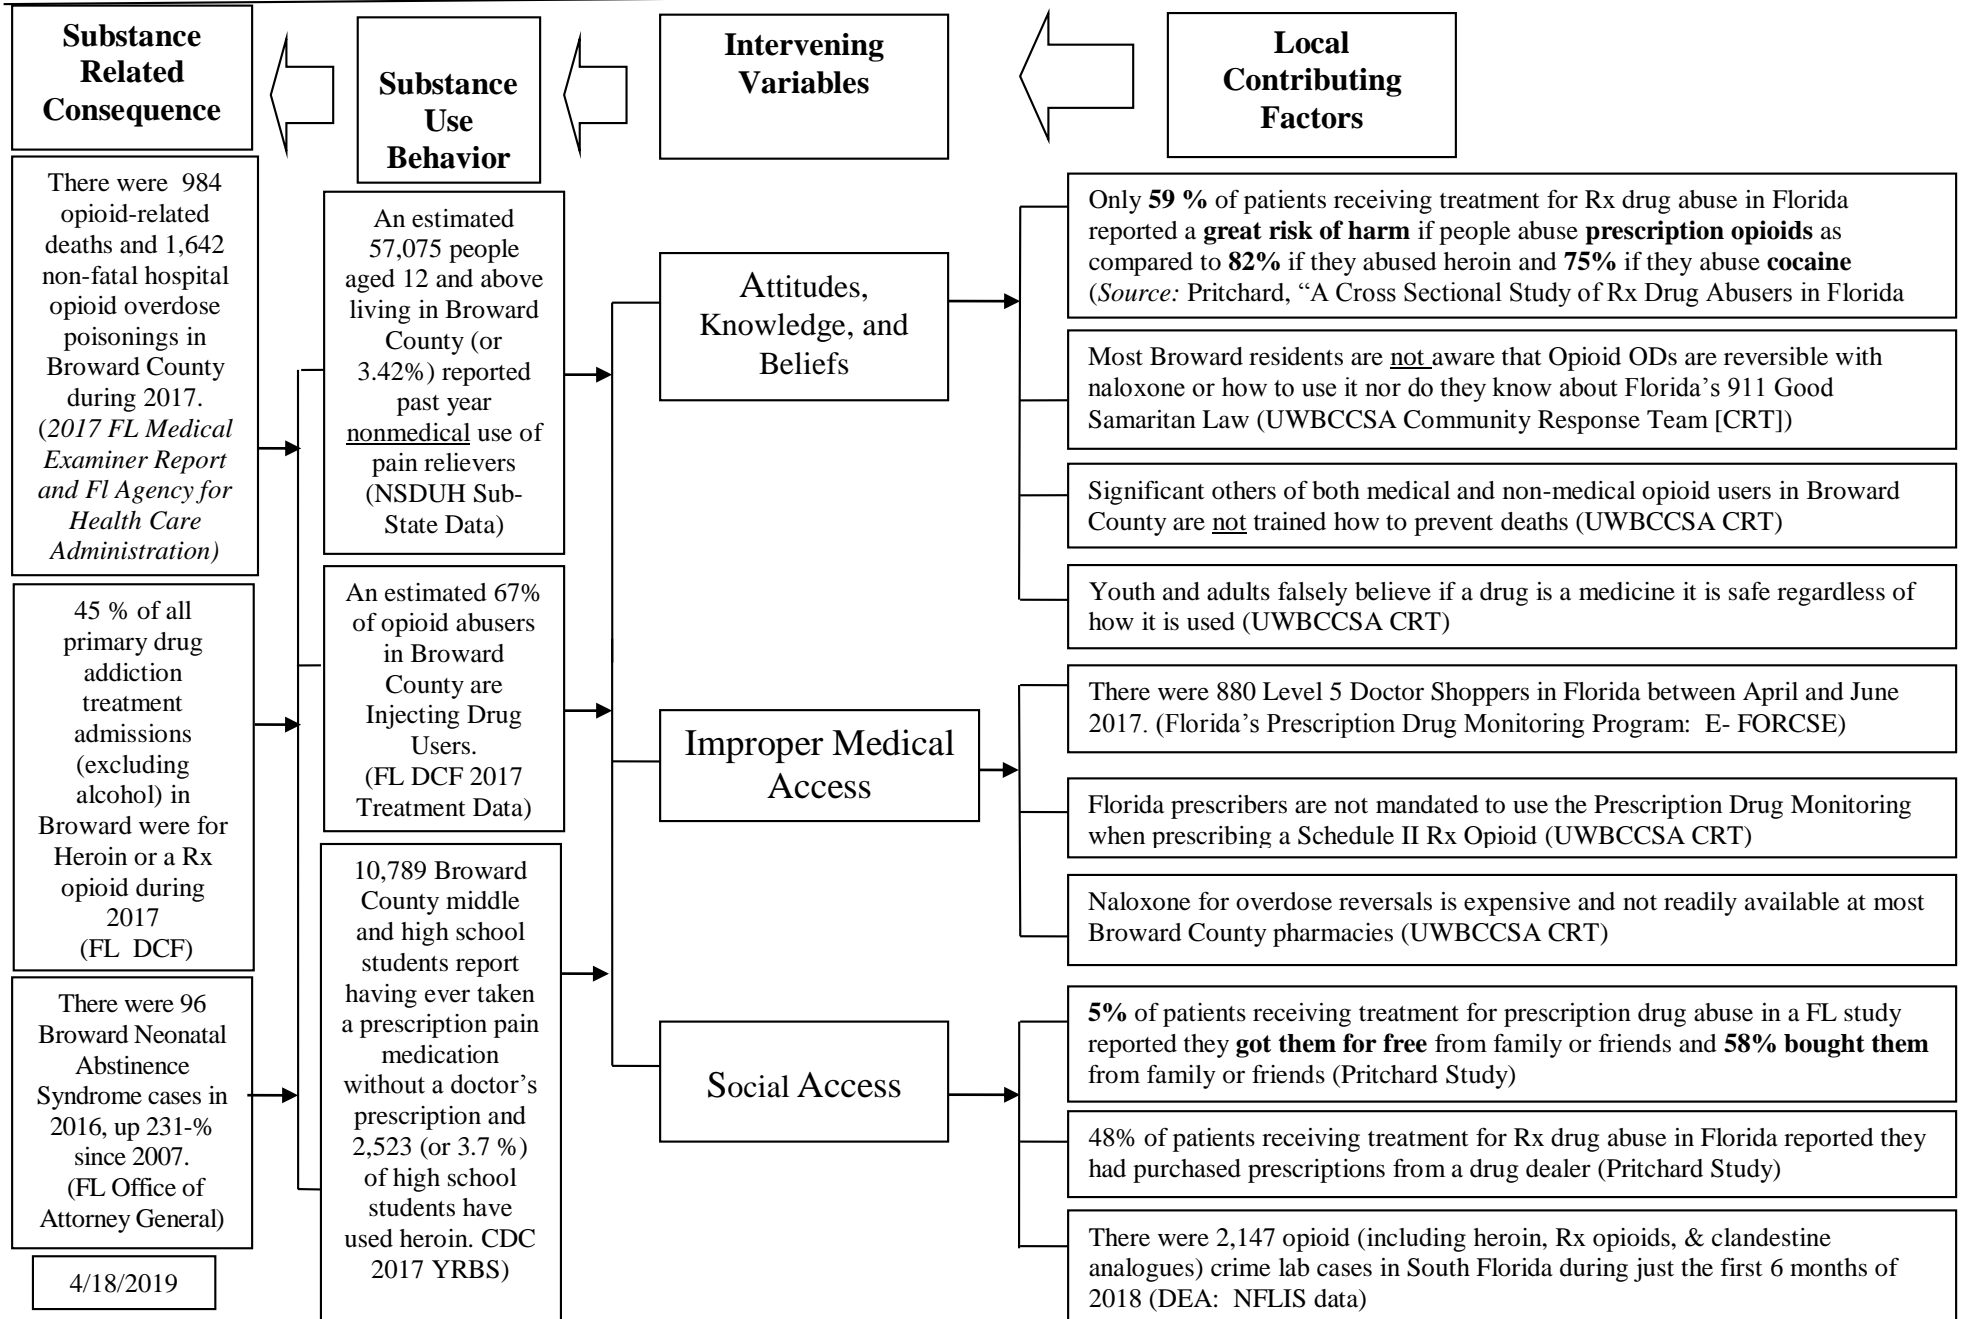 Substance
Related
Consequence
Substance
Use
Behavior
Intervening
Variables
Local
Contributing
Factors
There were 984
opioid-related
deaths and 1,642
non-fatal hospital
opioid overdose
poisonings in
Broward County
during 2017.
(2017 FL Medical
Examiner Report
and Fl Agency for
Health Care
Administration)
45 % of all
primary drug
addiction
treatment
admissions
(excluding
alcohol) in
Broward were for
Heroin or a Rx
opioid during
2017
(FL DCF)
There were 96
Broward Neonatal
Abstinence
Syndrome cases in
2016, up 231-%
since 2007.
(FL Office of
Attorney General)
4/18/2019
An estimated
57,075 people
aged 12 and above
living in Broward
County (or
3.42%) reported
past year
nonmedical use of
pain relievers
(NSDUH Sub-
State Data)
An estimated 67%
of opioid abusers
in Broward
County are
Injecting Drug
Users.
(FL DCF 2017
Treatment Data)
10,789 Broward
County middle
and high school
students report
having ever taken
a prescription pain
medication
without a doctor’s
prescription and
2,523 (or 3.7 %)
of high school
students have
used heroin. CDC
2017 YRBS)
Attitudes,
Knowledge, and
Beliefs
Improper Medical
Access
Social Access
Only 59 % of patients receiving treatment for Rx drug abuse in Florida
reported a great risk of harm if people abuse prescription opioids as
compared to 82% if they abused heroin and 75% if they abuse cocaine
(Source: Pritchard, “A Cross Sectional Study of Rx Drug Abusers in Florida
Most Broward residents are not aware that Opioid ODs are reversible with
naloxone or how to use it nor do they know about Florida’s 911 Good
Samaritan Law (UWBCCSA Community Response Team [CRT])
Significant others of both medical and non-medical opioid users in Broward
County are not trained how to prevent deaths (UWBCCSA CRT)
Youth and adults falsely believe if a drug is a medicine it is safe regardless of
how it is used (UWBCCSA CRT)
There were 880 Level 5 Doctor Shoppers in Florida between April and June
2017. (Florida’s Prescription Drug Monitoring Program: E- FORCSE)
Florida prescribers are not mandated to use the Prescription Drug Monitoring
when prescribing a Schedule II Rx Opioid (UWBCCSA CRT)
Naloxone for overdose reversals is expensive and not readily available at most
Broward County pharmacies (UWBCCSA CRT)
5% of patients receiving treatment for prescription drug abuse in a FL study
reported they got them for free from family or friends and 58% bought them
from family or friends (Pritchard Study)
48% of patients receiving treatment for Rx drug abuse in Florida reported they
had purchased prescriptions from a drug dealer (Pritchard Study)
There were 2,147 opioid (including heroin, Rx opioids, & clandestine
analogues) crime lab cases in South Florida during just the first 6 months of
2018 (DEA: NFLIS data)